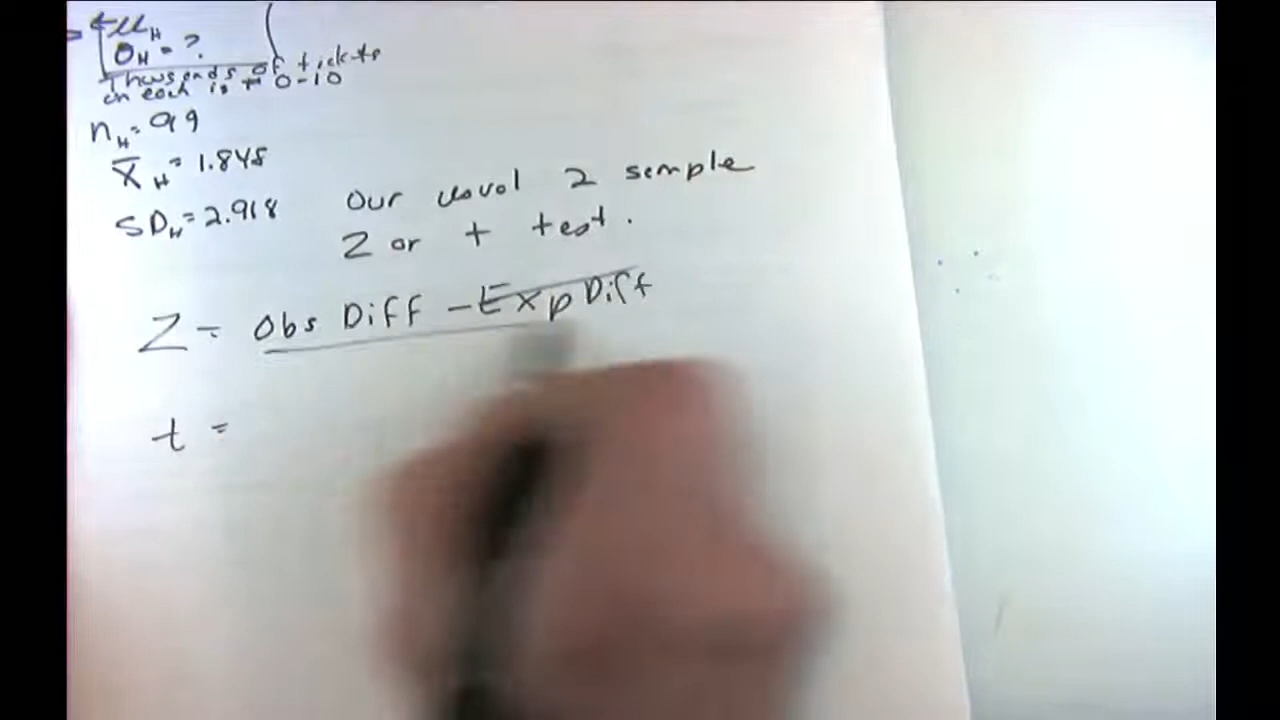 μH
σH = ?
Thousands of tickets
on each is # 0-10
nH = 99
X̄H = 1.848
SDH = 2.918
Our usual 2 sample
Z or t test.
Z = Obs Diff - Exp Diff
t =